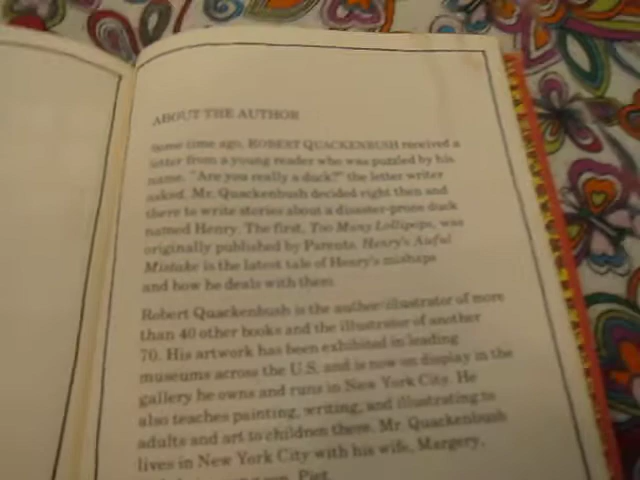 ABOUT THE AUTHOR
Some time ago, ROBERT QUACKENBUSH received a
letter from a young reader who was puzzled by his
name. "Are you really a duck?" the letter writer
asked. Mr. Quackenbush decided right then and
there to write stories about a disaster-prone duck
named Henry. The first, Too Many Lollipops, was
originally published by Parents. Henry's Awful
Mistake is the latest tale of Henry's mishaps
and how he deals with them.
Robert Quackenbush is the author/illustrator of more
than 40 other books and the illustrator of another
70. His artwork has been exhibited in leading
museums across the U.S. and is now on display in the
gallery he owns and runs in New York City. He
also teaches painting, writing, and illustrating to
adults and art to children there. Mr. Quackenbush
lives in New York City with his wife, Margery,
Piet